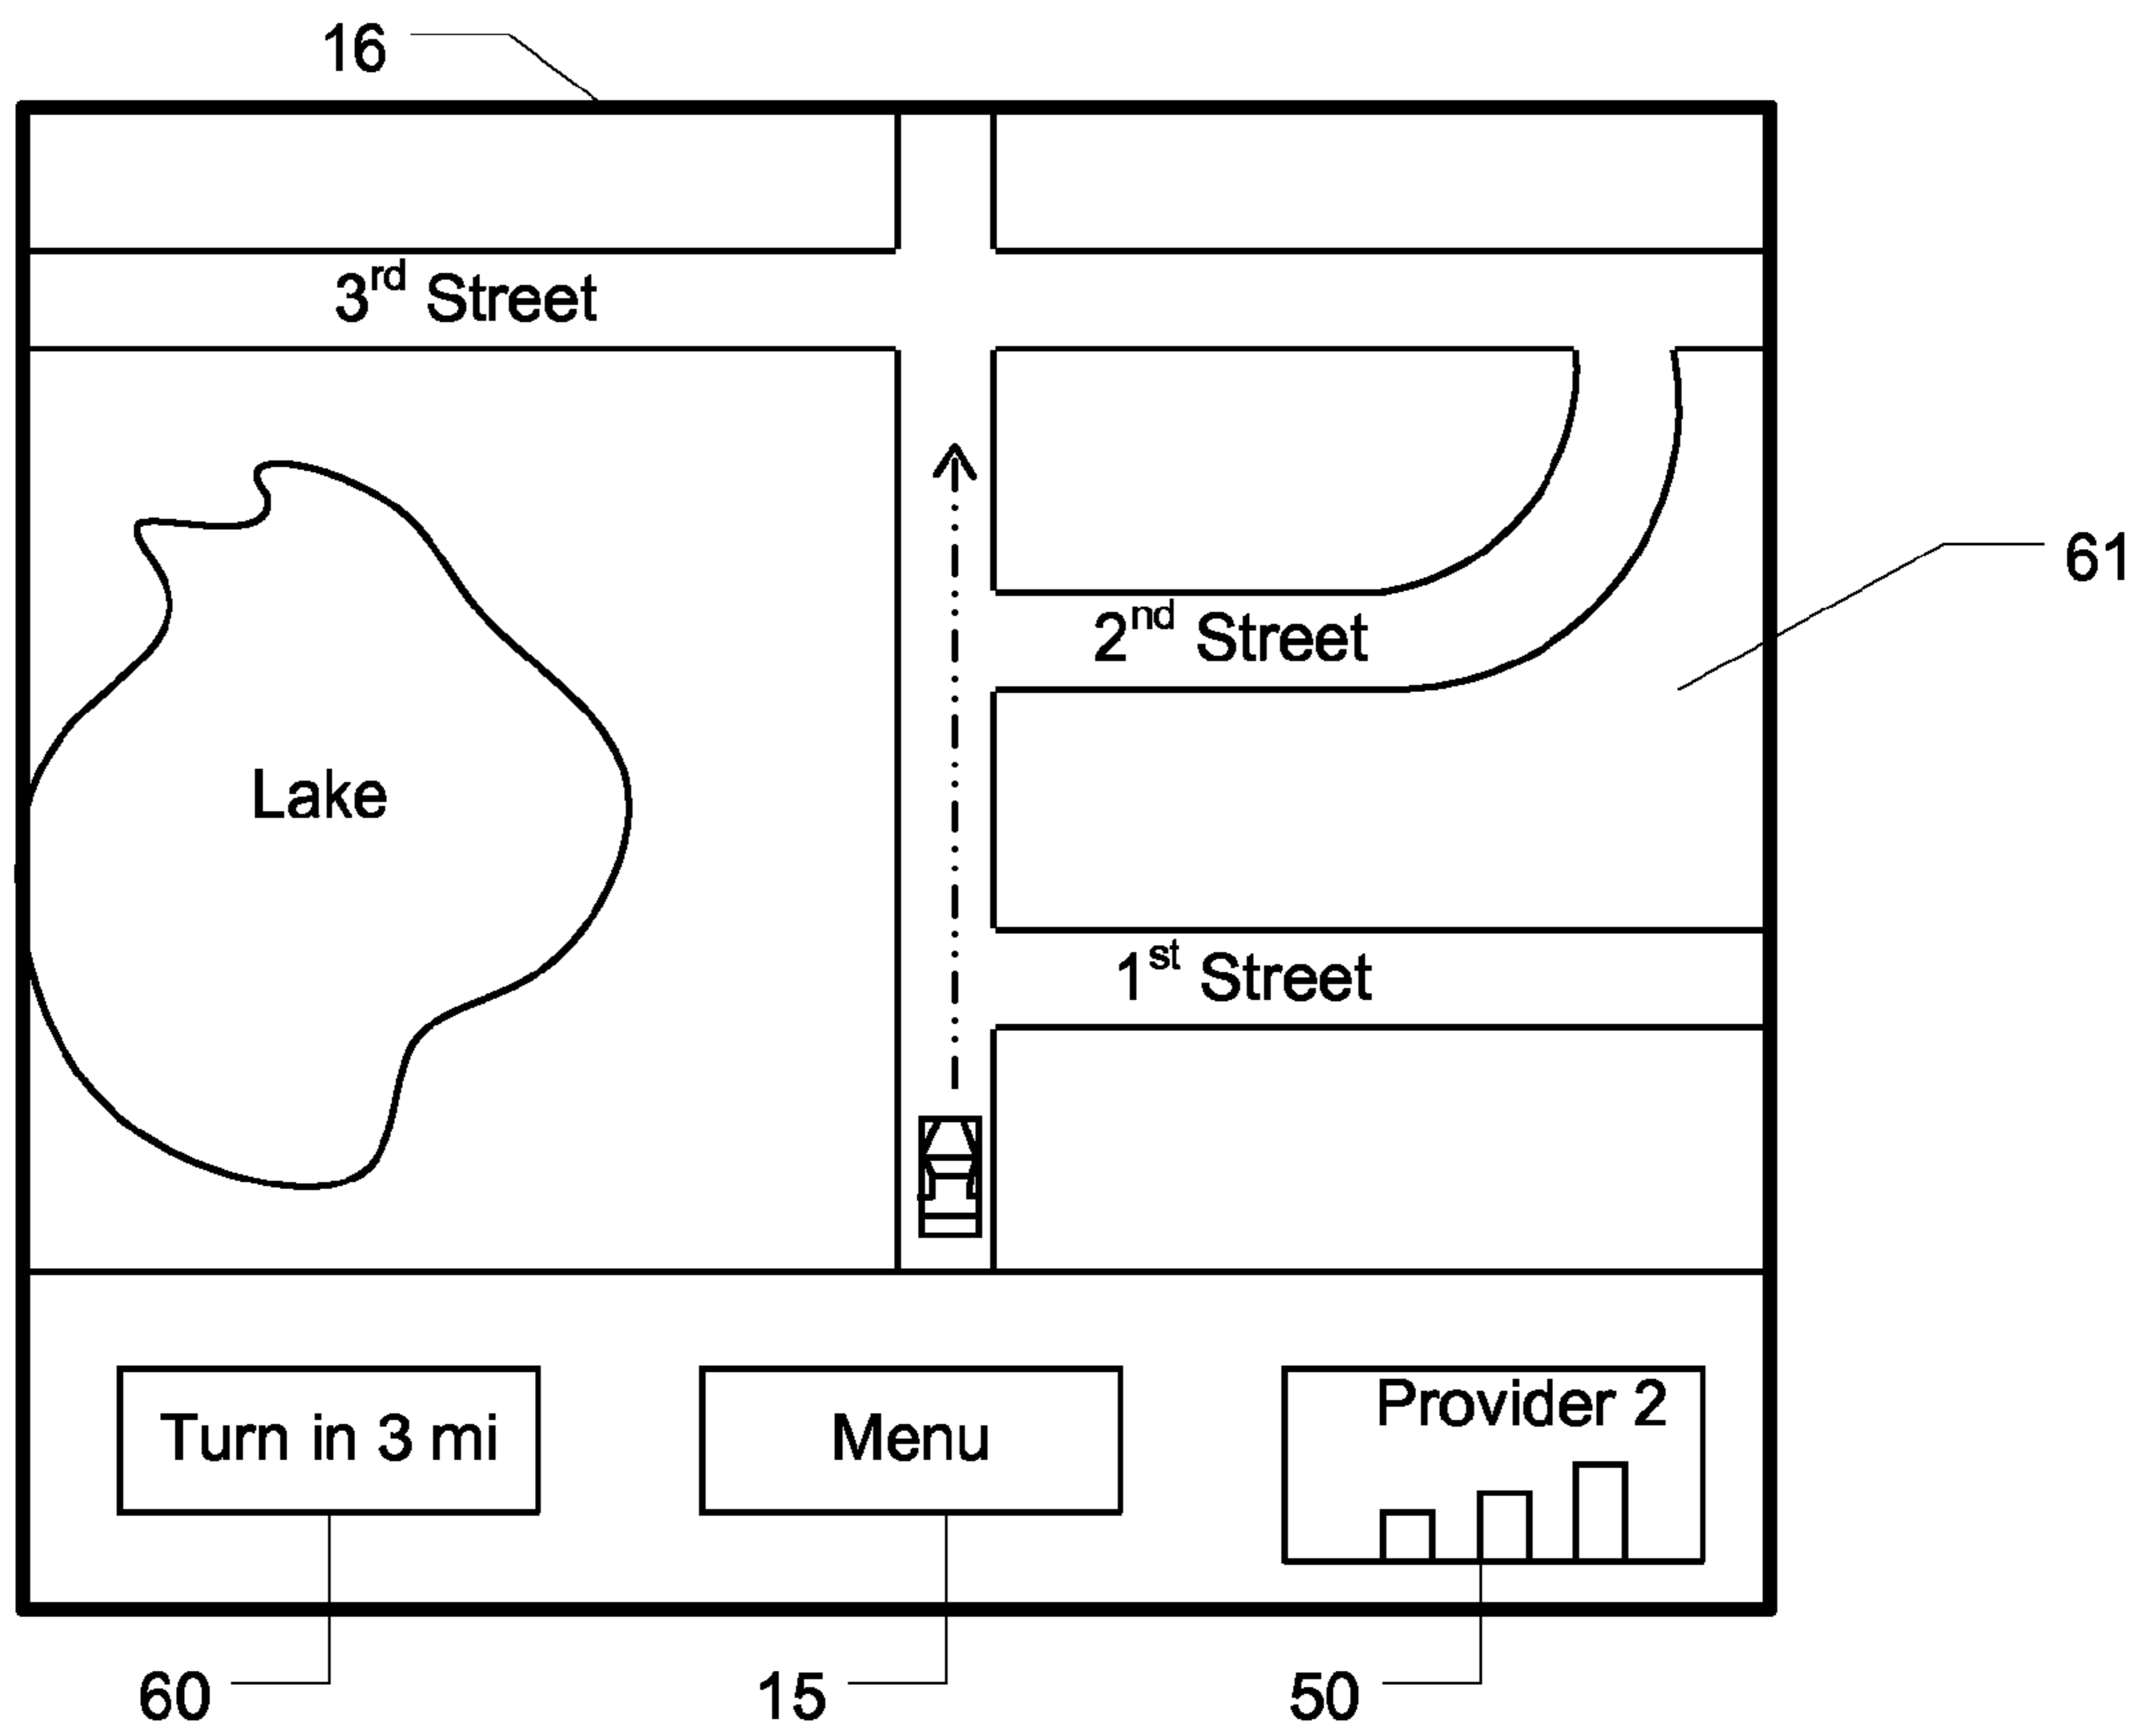 16
3rd Street
61
2nd Street
Lake
1st Street
Turn in 3 mi
Menu
Provider 2
60
15
50